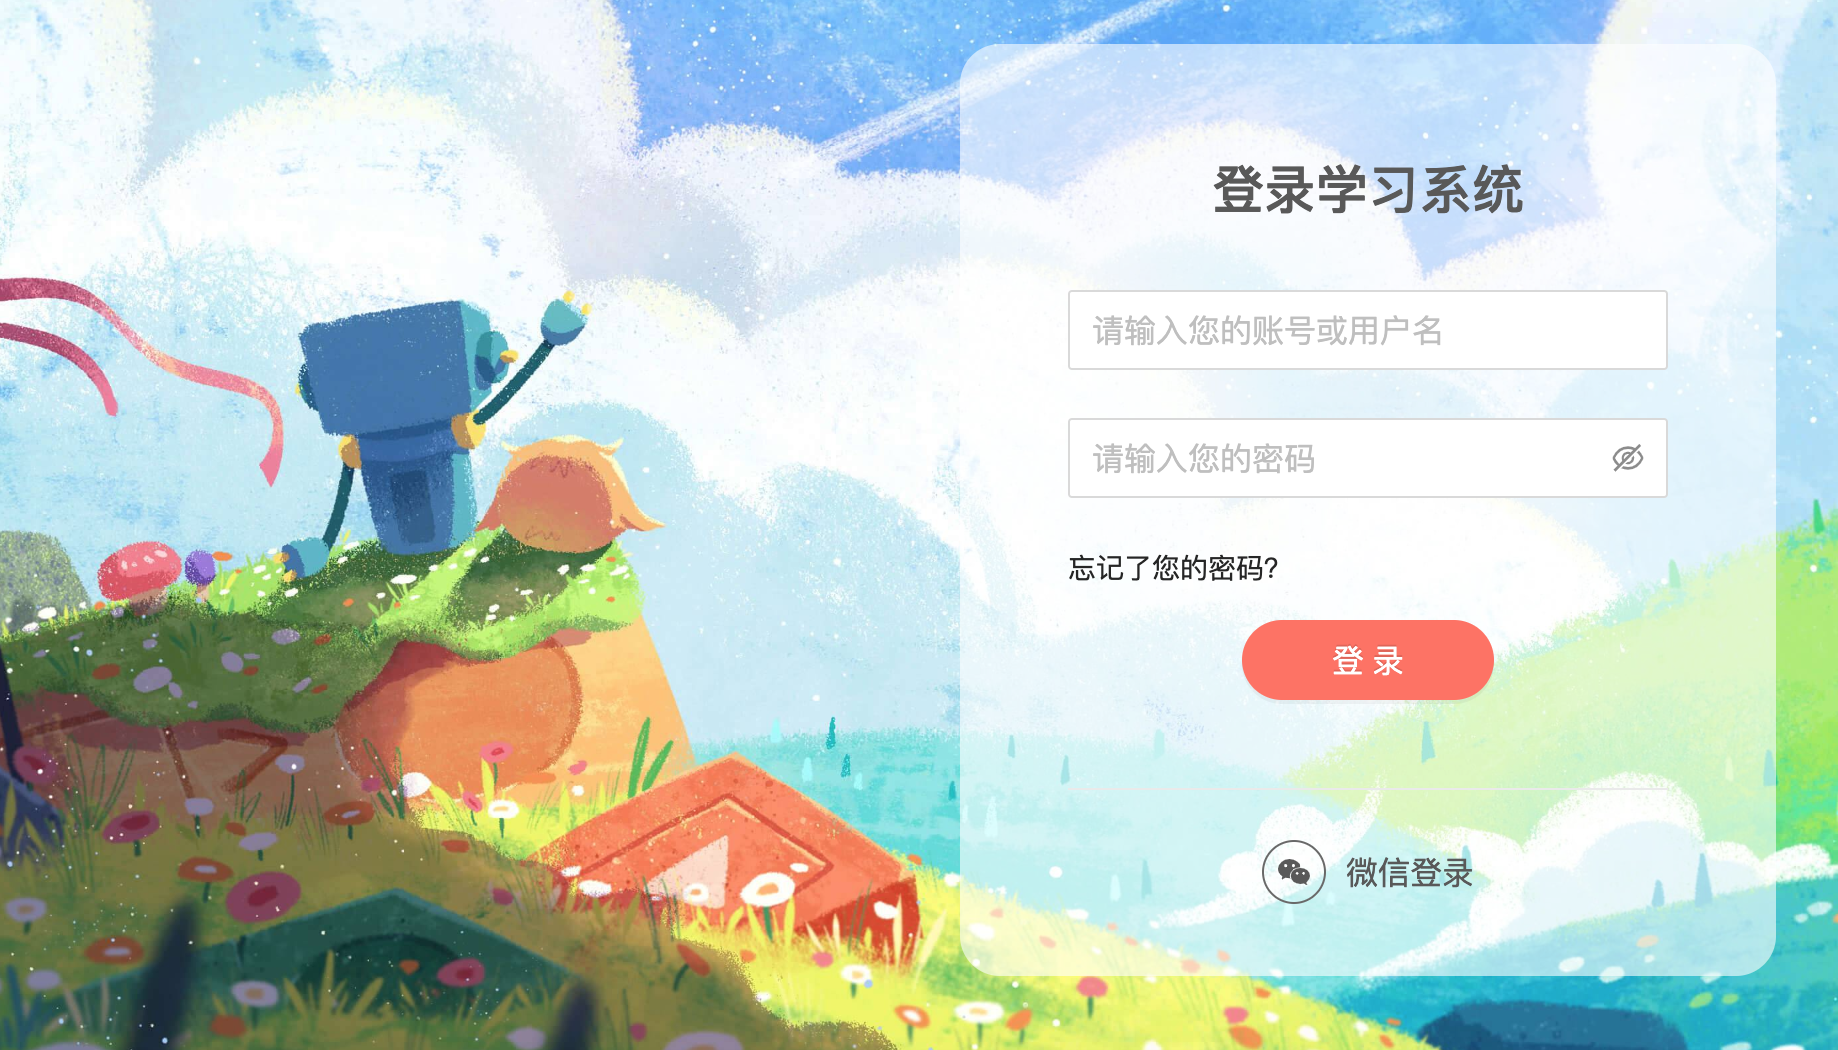 登录学习系统
请输入您的账号或用户名
请输入您的密码
忘记了您的密码?
登 录
微信登录